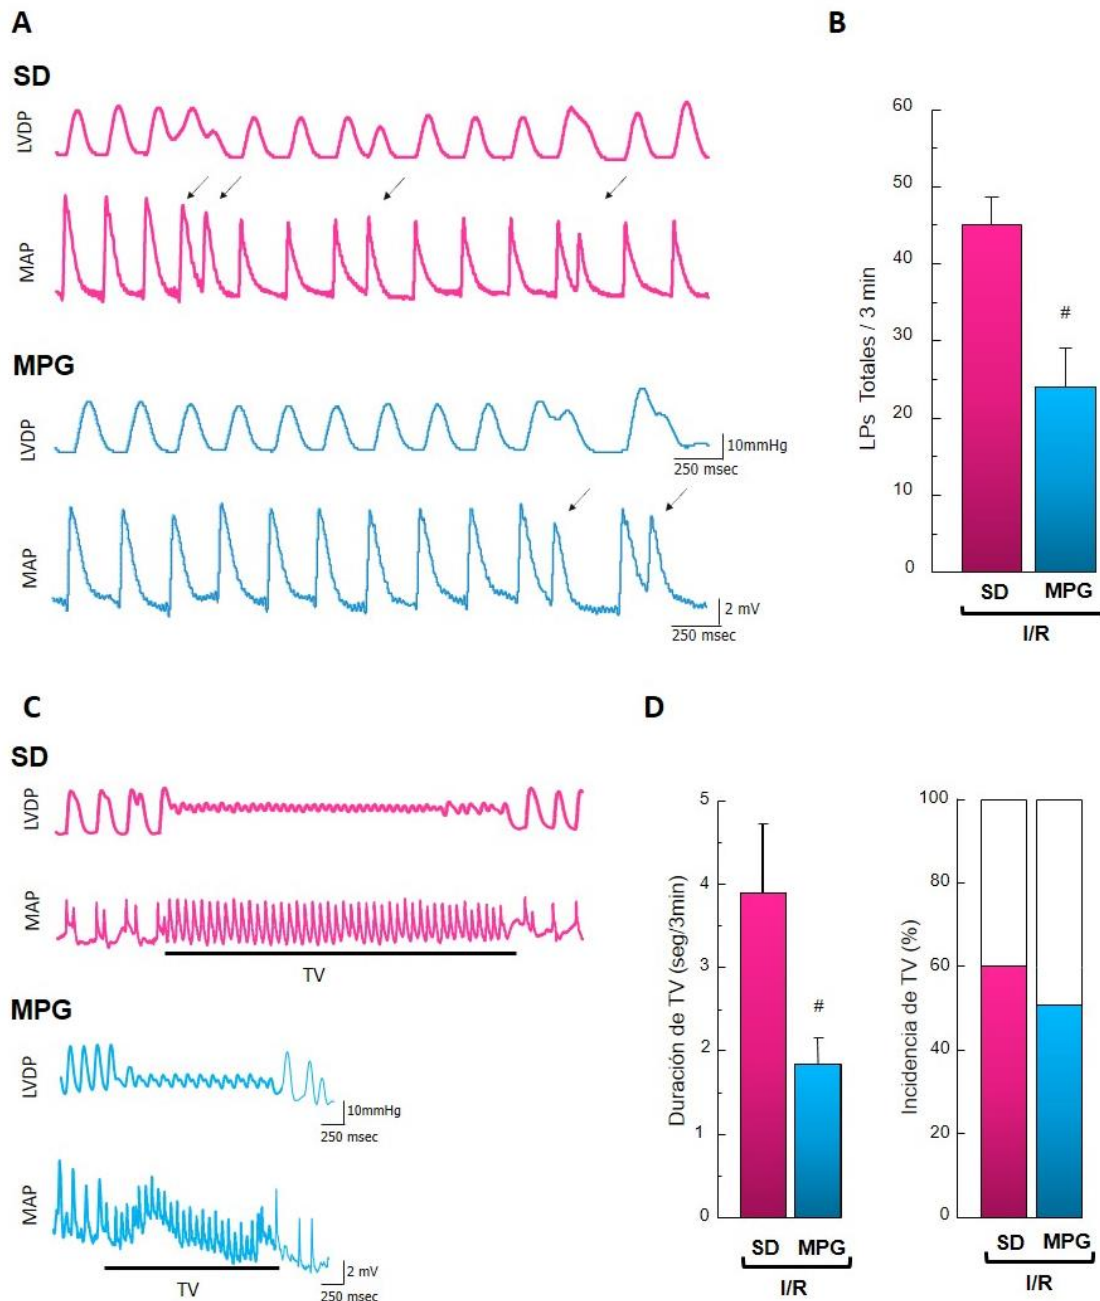 A
SD
LVDP
MAP
MPG
LVDP
10mmHg
250 msec
MAP
2 mV
250 msec
B
60
50
40
30
20
10
0
LPs Totales / 3 min
#
SD MPG
I/R
C
SD
LVDP
MAP
TV
MPG
LVDP
10mmHg
250 msec
MAP
2 mV
250 msec
TV
D
5
4
3
2
1
0
Duración de TV (seg/3min)
#
SD MPG
I/R
100
80
60
40
20
0
Incidencia de TV (%)
SD MPG
I/R